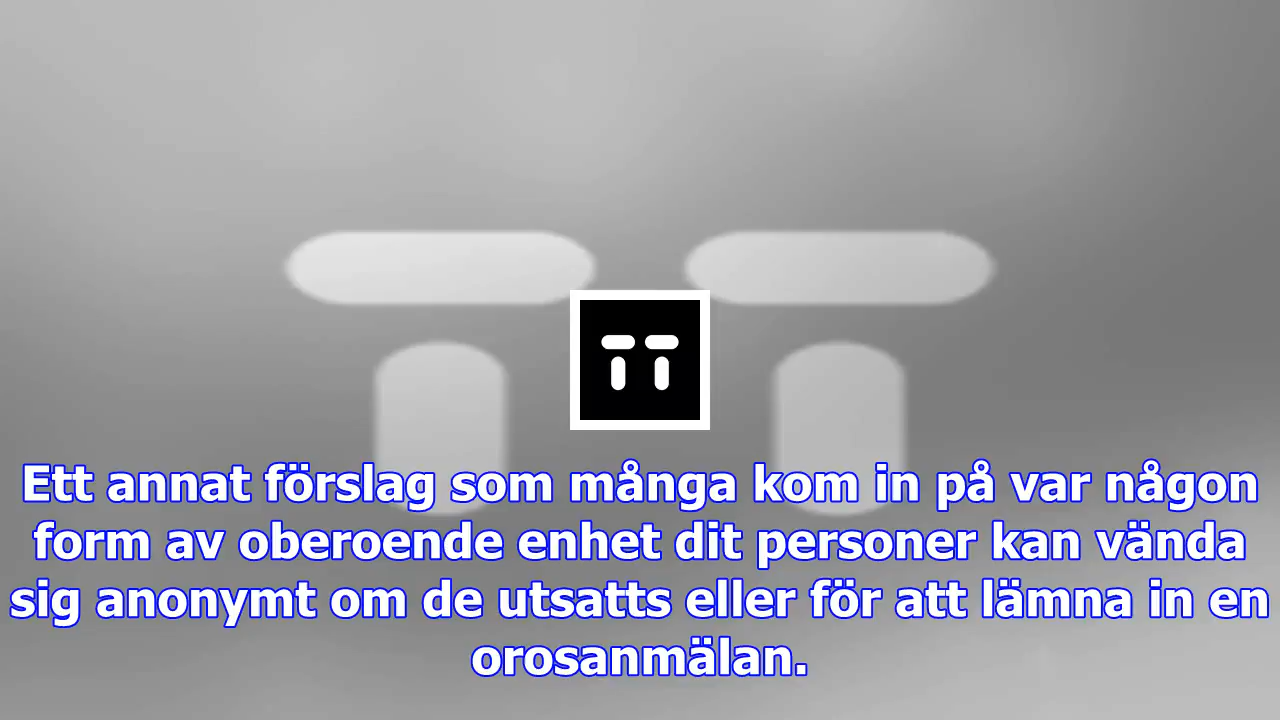 Ett annat förslag som många kom in på var någon
form av oberoende enhet dit personer kan vända
sig anonymt om de utsatts eller för att lämna in en
orosanmälan.